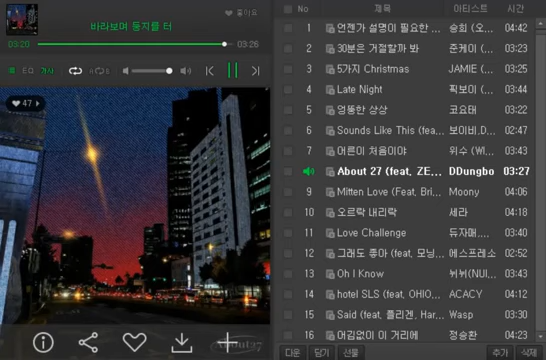 좋아요
바라보며 둥지를 터
03:20
03:26
EQ 가사
47
No 제목 아티스트 시간
1 언젠가 설명이 필요한 ... 승희 (오... 04:42
2 30분은 거절할까 봐 준케이 (... 03:23
3 5가지 Christmas JAMIE (... 03:25
4 Late Night 픽보이 (... 03:44
5 엉뚱한 상상 코요태 03:22
6 Sounds Like This (fea... 보이비,D... 02:47
7 어른이 처음이야 위수 (WI... 03:43
About 27 (feat, ZE... DDungbo 03:27
9 Mitten Love (Feat, Bri... Moony 04:06
10 오르락 내리락 세라 04:18
11 Love Challenge 듀자매,... 03:40
12 그래도 좋아 (feat, 모닝... 에스프레소 02:52
13 Oh I Know 뉘뉘(NUI... 03:43
14 hotel SLS (feat, OHIO... ACACY 04:12
15 Said (feat, 플리겐, Har... Wasp 03:30
16 어김없이 이 거리에 정승환 04:23
다운 담기 선물 추가 삭제